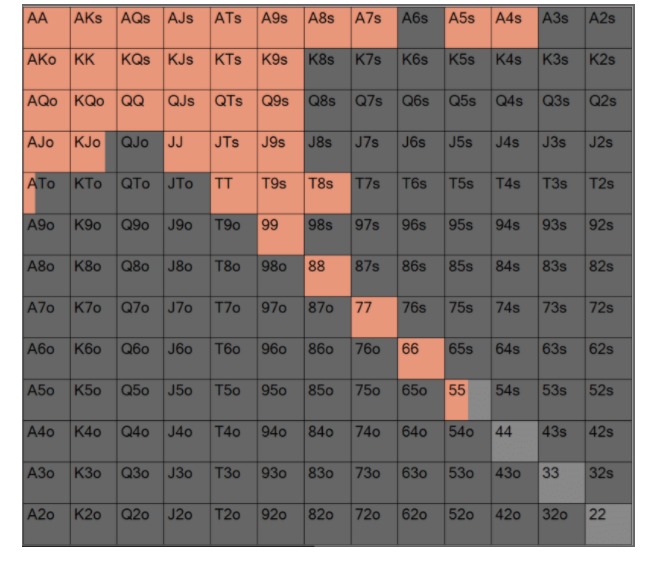 AA AKs AQs AJs ATs A9s A8s A7s A6s A5s A4s A3s A2s
AKo KK KQs KJs KTs K9s K8s K7s K6s K5s K4s K3s K2s
AQo KQo QQ QJs QTs Q9s Q8s Q7s Q6s Q5s Q4s Q3s Q2s
AJo KJo QJo JJ JTs J9s J8s J7s J6s J5s J4s J3s J2s
ATo KTo QTo JTo TT T9s T8s T7s T6s T5s T4s T3s T2s
A9o K9o Q9o J9o T9o 99 98s 97s 96s 95s 94s 93s 92s
A8o K8o Q8o J8o T8o 98o 88 87s 86s 85s 84s 83s 82s
A7o K7o Q7o J7o T7o 97o 87o 77 76s 75s 74s 73s 72s
A6o K6o Q6o J6o T6o 96o 86o 76o 66 65s 64s 63s 62s
A5o K5o Q5o J5o T5o 95o 85o 75o 65o 55 54s 53s 52s
A4o K4o Q4o J4o T4o 94o 84o 74o 64o 54o 44 43s 42s
A3o K3o Q3o J3o T3o 93o 83o 73o 63o 53o 43o 33 32s
A2o K2o Q2o J2o T2o 92o 82o 72o 62o 52o 42o 32o 22